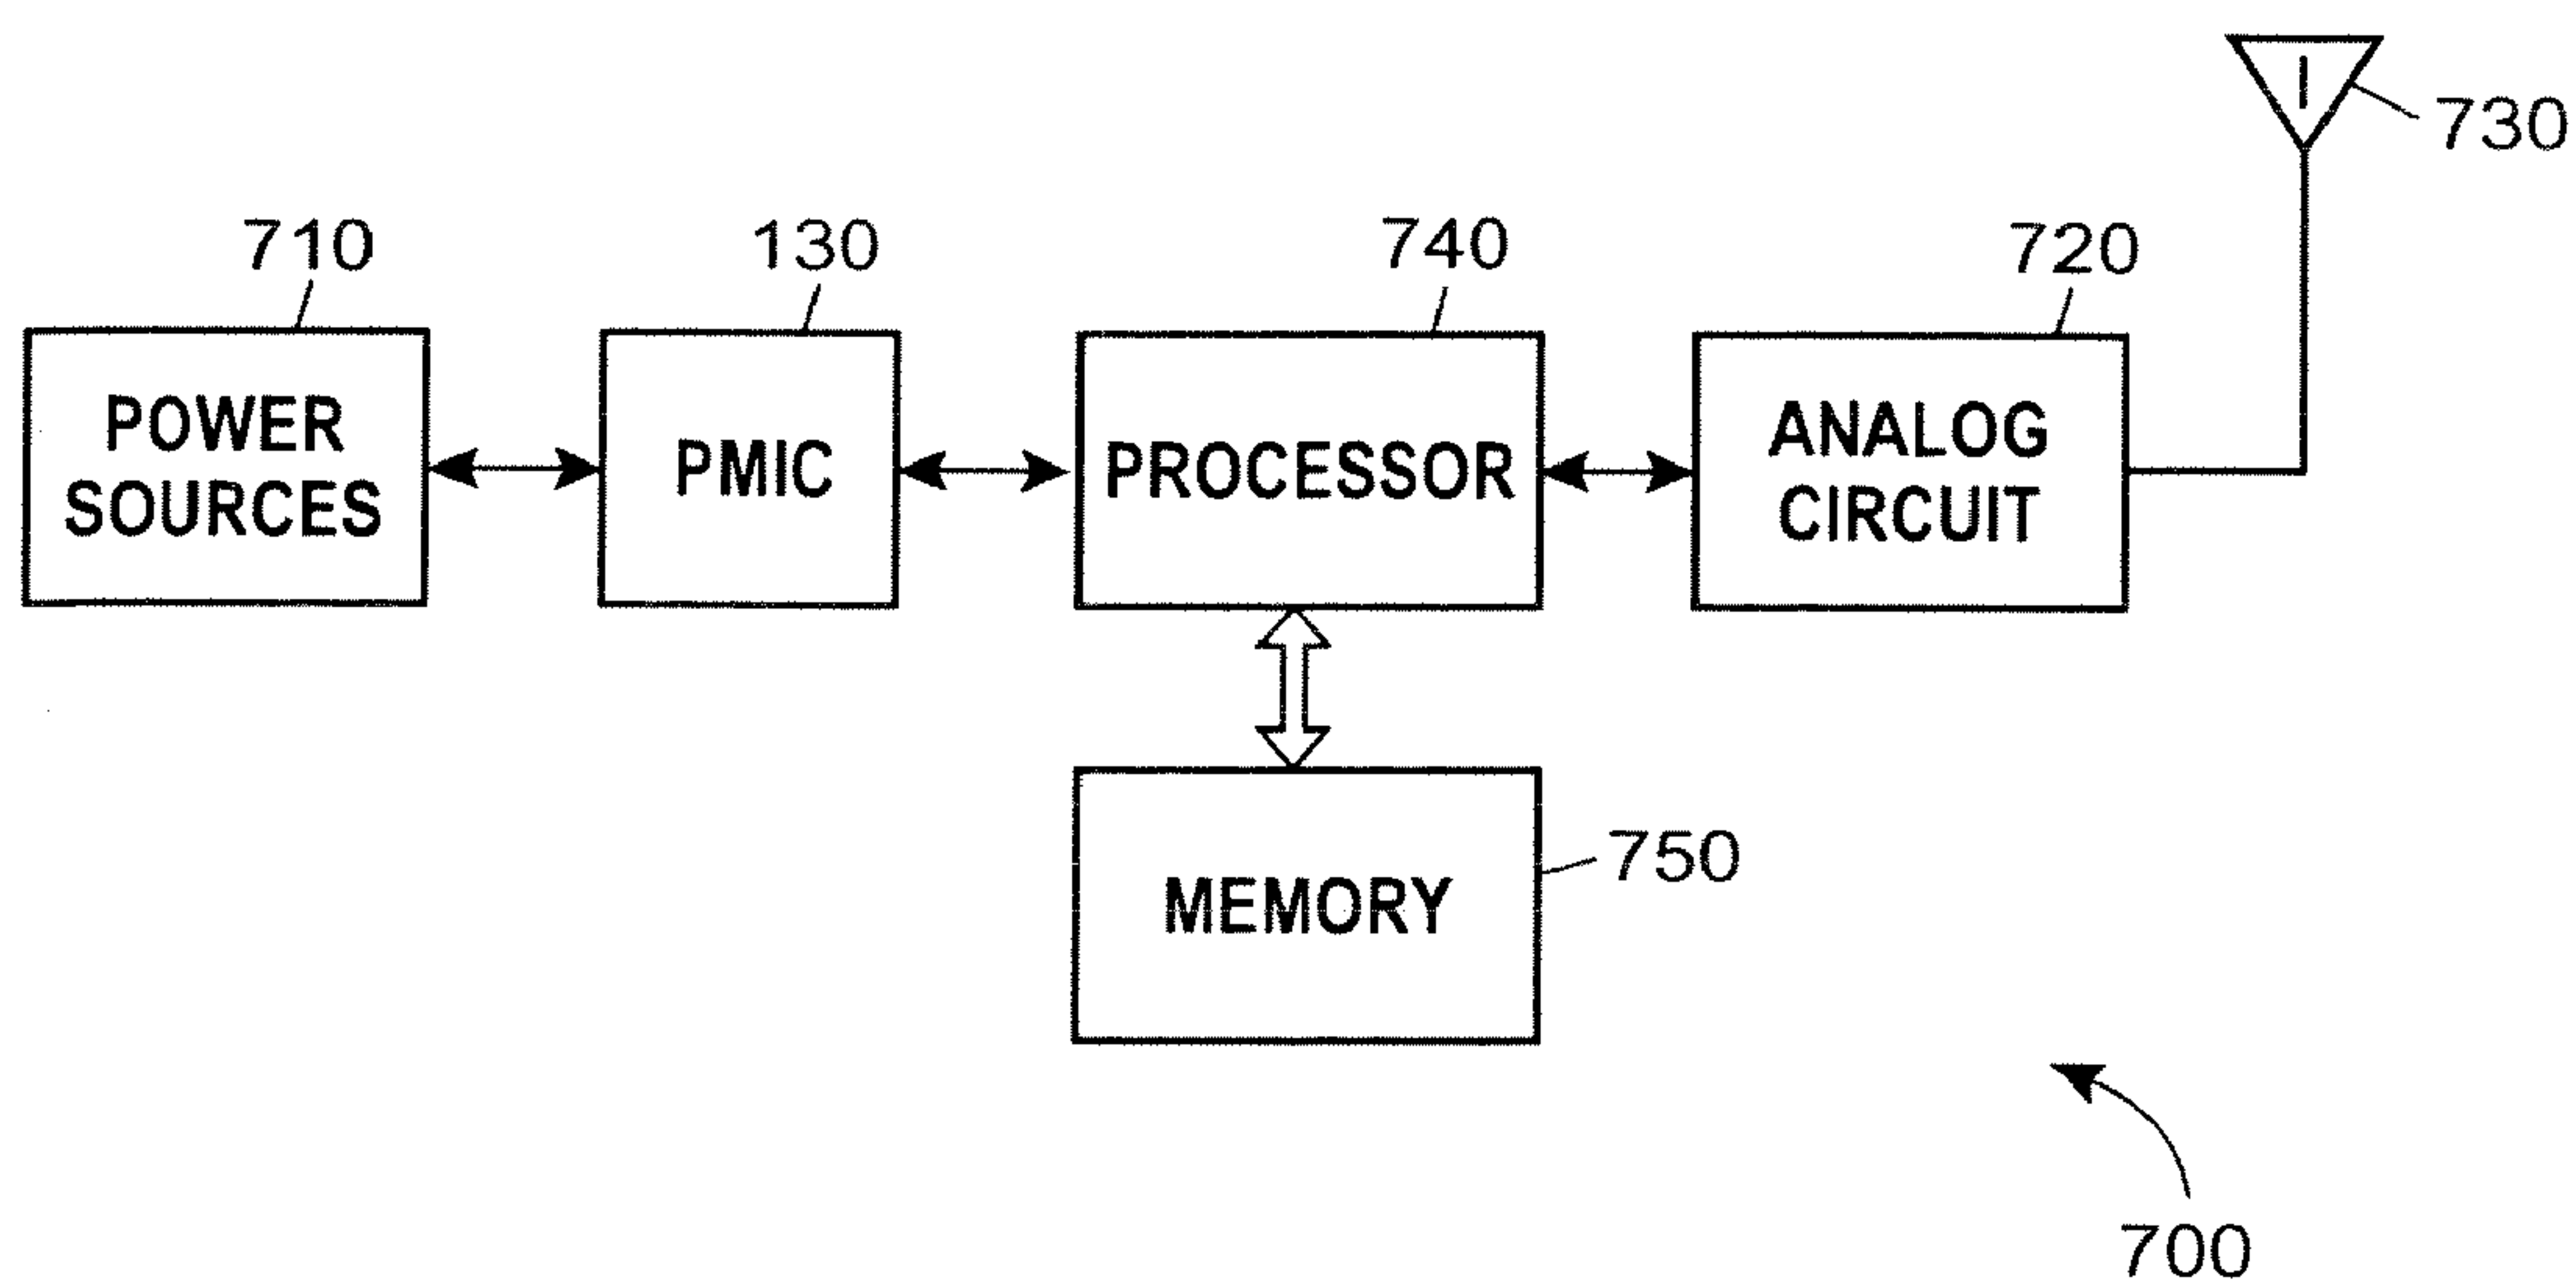 730
710
130
740
720
POWER
SOURCES
PMIC
PROCESSOR
ANALOG
CIRCUIT
MEMORY
750
700